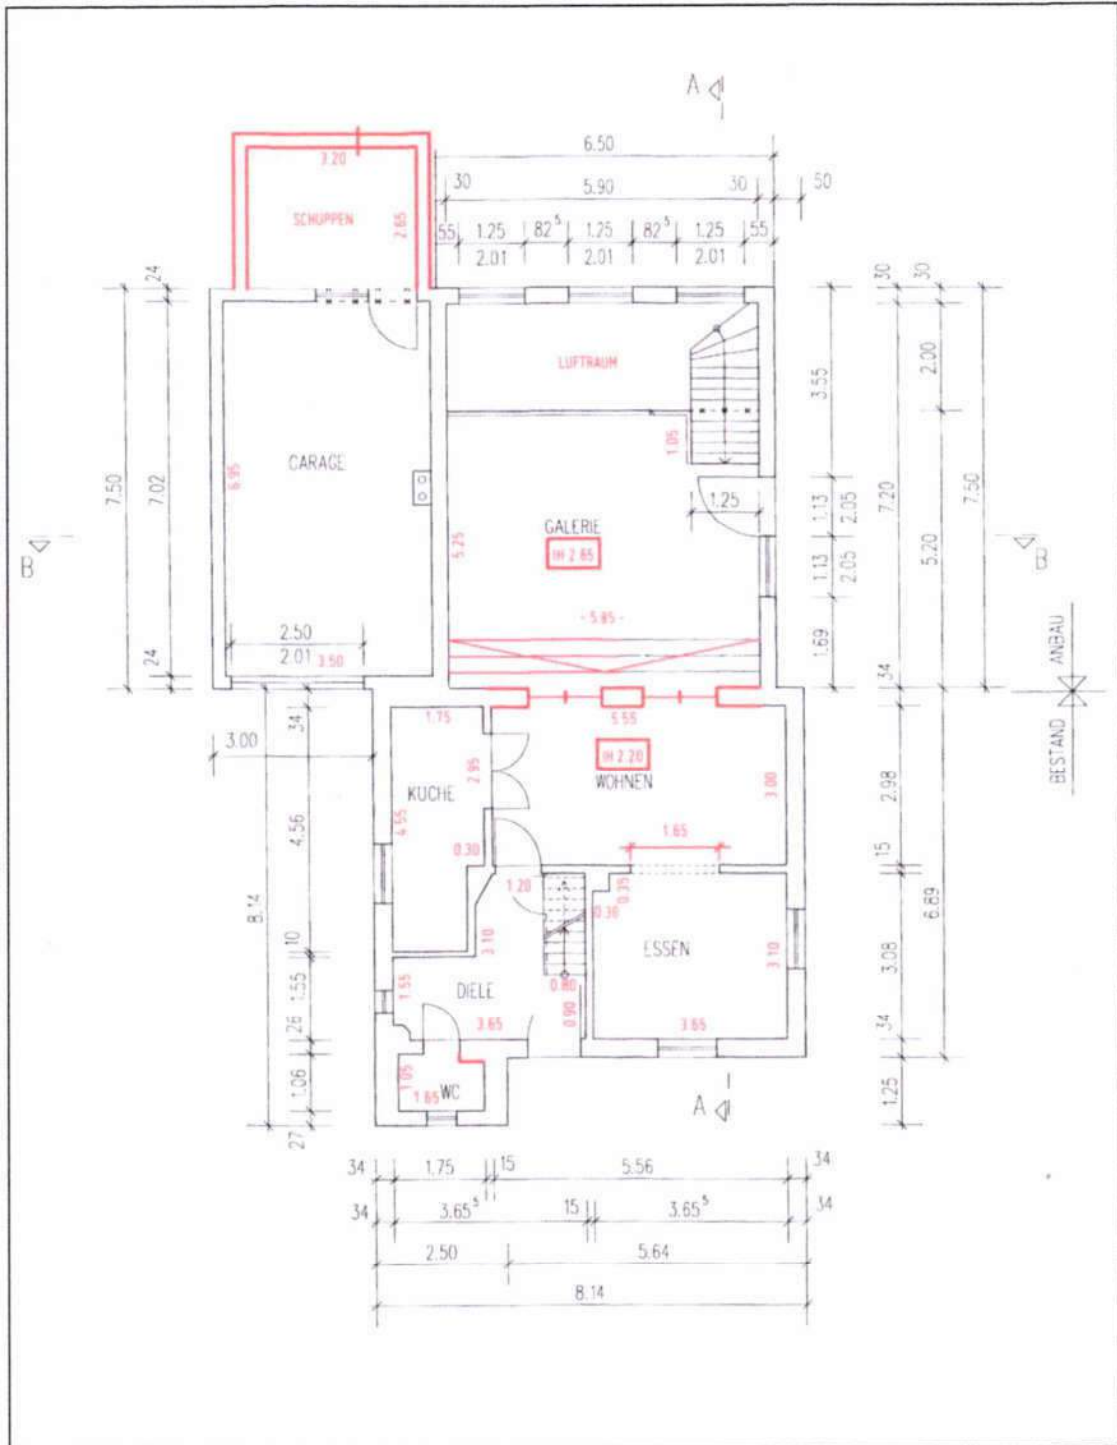 A
6.50
30 5.90 30 50
55 1.25 82⁵ 1.25 82⁵ 1.25 55
2.01 2.01 2.01
3.20
SCHUPPEN
2.65
24
7.50
7.02
24
6.95
GARAGE
2.50
2.01
3.50
LUFTRAUM
1.05
GALERIE
IH 2.65
5.25
- 5.85 -
1.25
3.55
1.13
2.05
1.13
2.05
1.69
30
7.20
34
30
2.00
5.20
7.50
B
B
ANBAU
BESTAND
3.00
8.14
34
4.56
10
1.55
26
1.06
27
1.75
2.95
KÜCHE
4.55
0.30
5.55
IH 2.20
WOHNEN
3.00
1.65
1.20
3.10
0.35
0.36
ESSEN
3.10
3.65
DIELE
1.55
3.65
0.80
0.90
1.05
WC
1.65
2.98
15
3.08
34
1.25
6.89
A
34 1.75 15 5.56 34
34 3.65⁵ 15 3.65⁵ 34
2.50 5.64
8.14